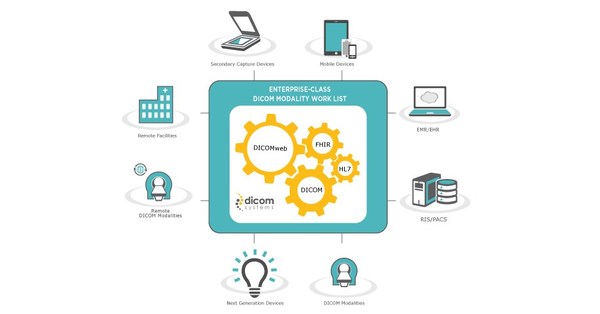 Secondary Capture Devices
Mobile Devices
ENTERPRISE-CLASS
DICOM MODALITY WORK LIST
Remote Facilities
EMR/EHR
DICOMweb
FHIR
HL7
DICOM
dicom
systems
Remote
DICOM Modalities
RIS/PACS
Next Generation Devices
DICOM Modalities